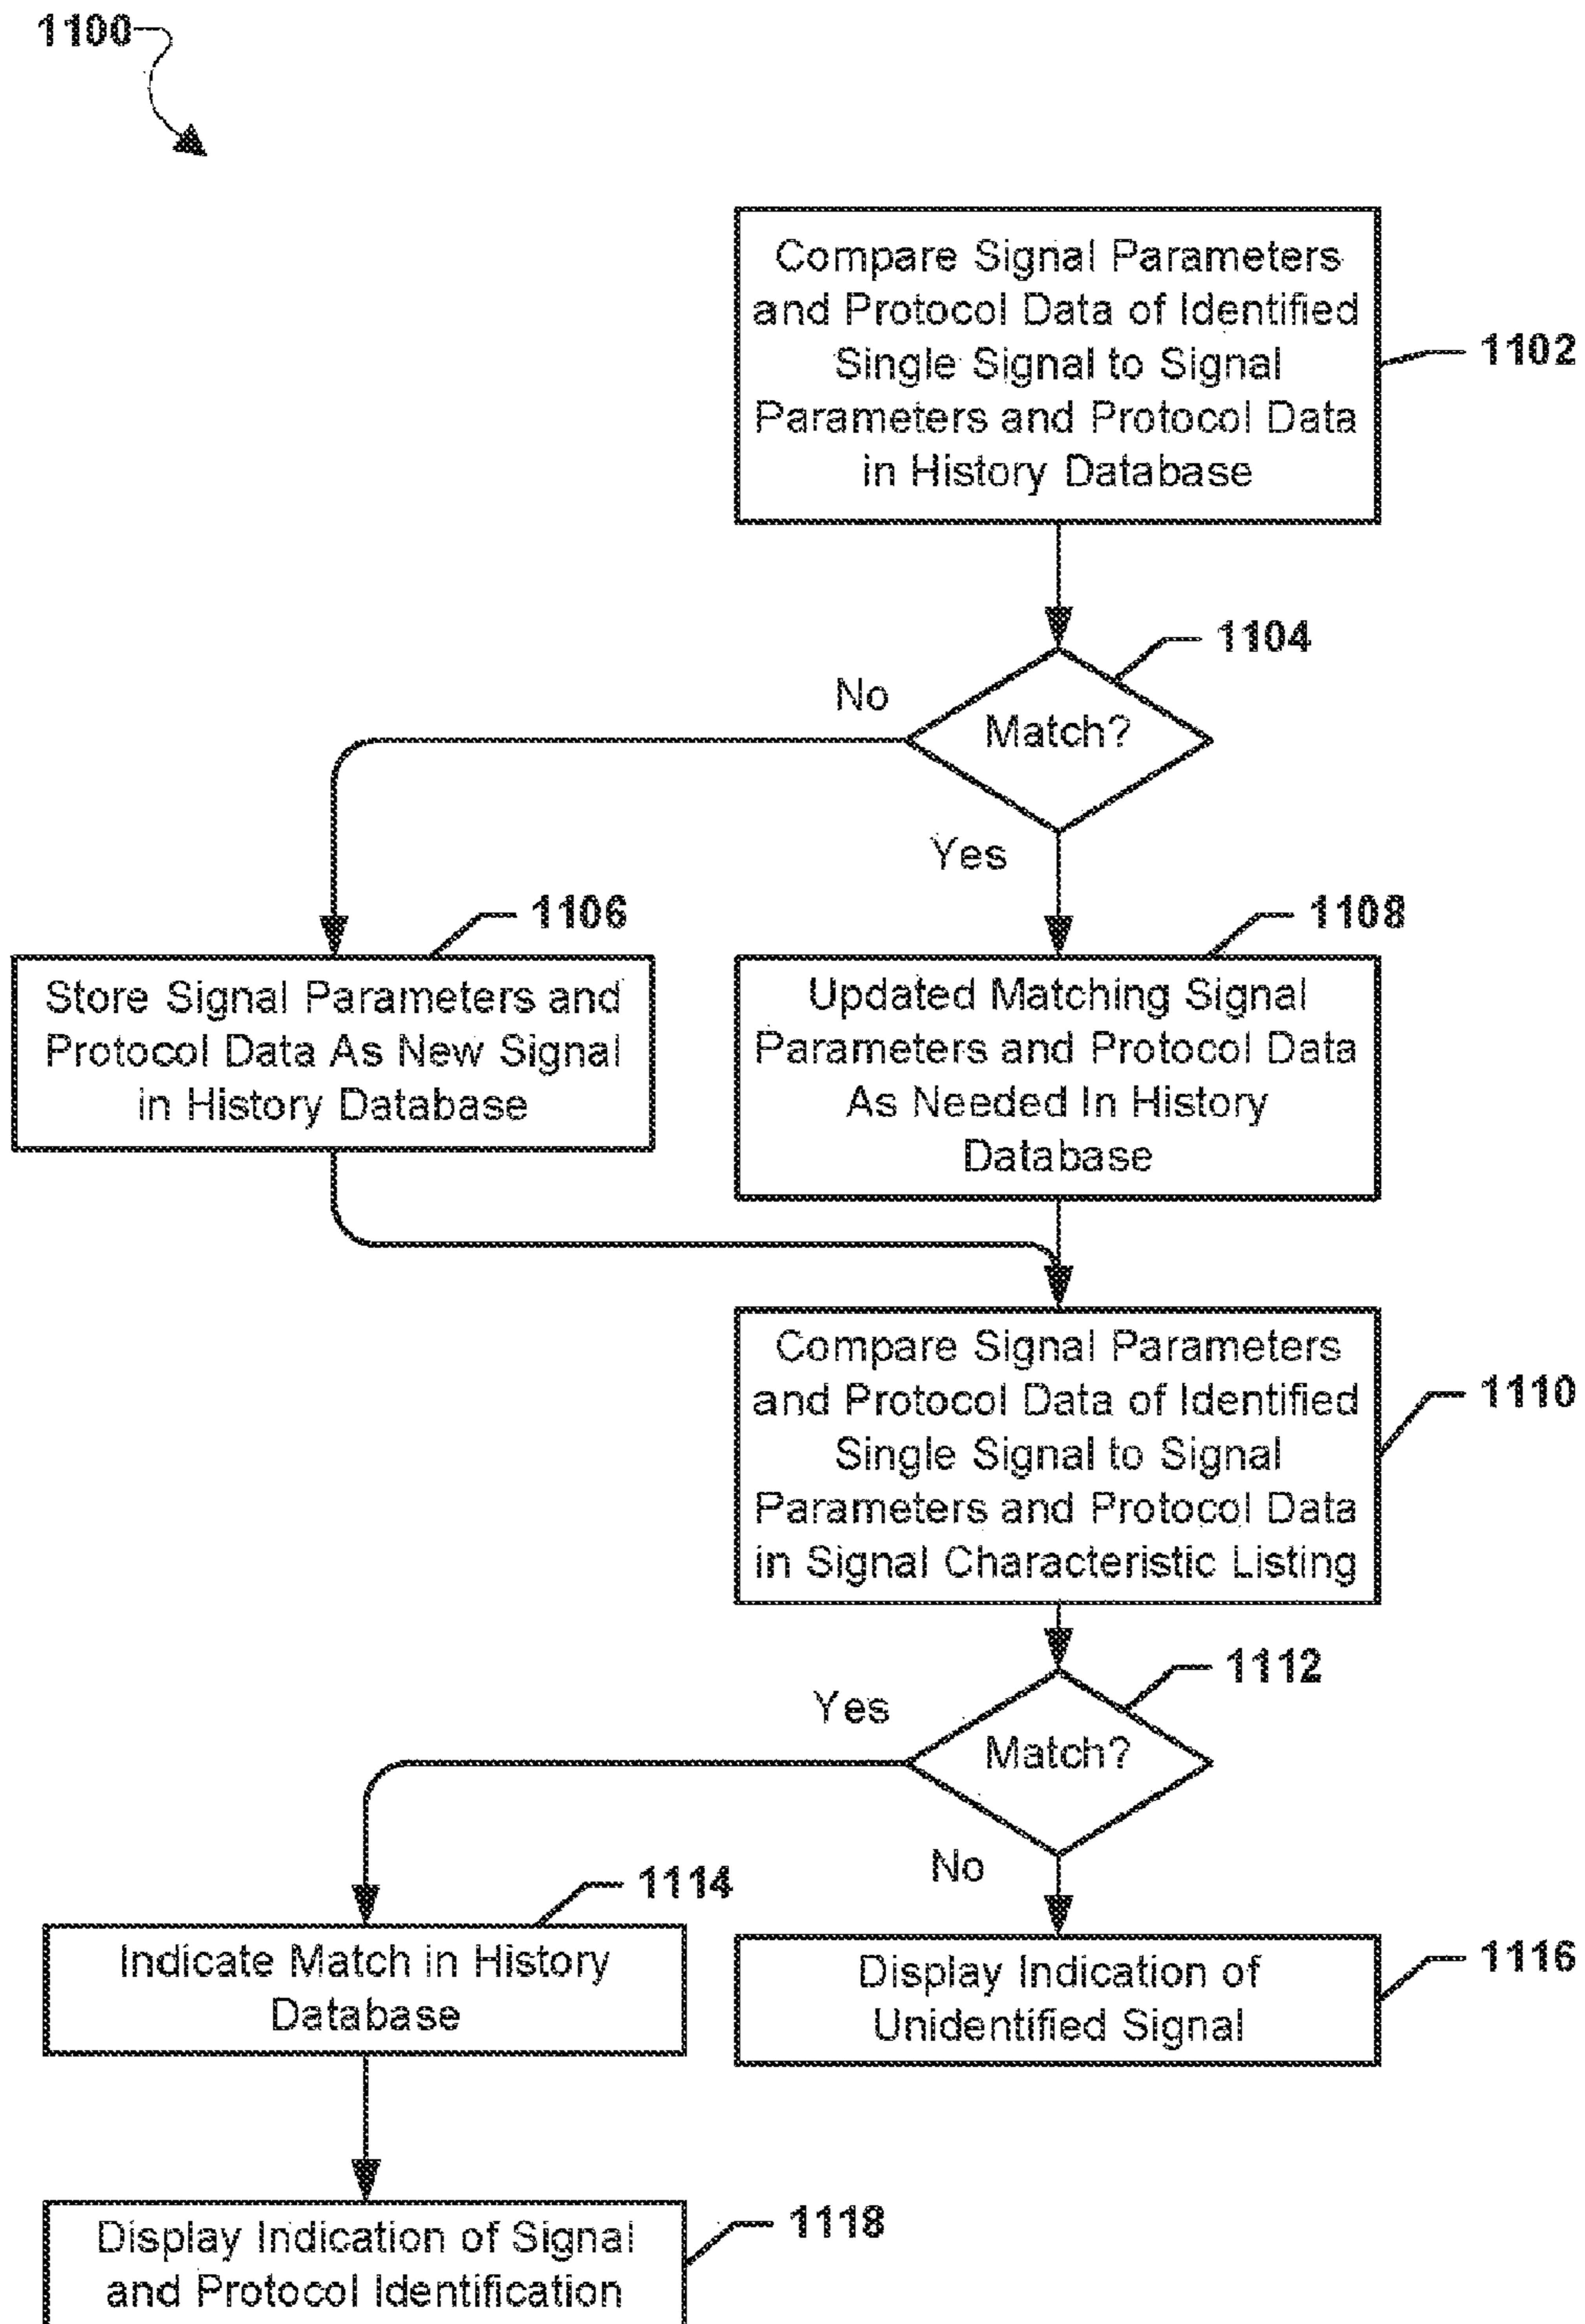 1100
Compare Signal Parameters
and Protocol Data of Identified
Single Signal to Signal
Parameters and Protocol Data
in History Database
1102
1104
Match?
No
Yes
1106
Store Signal Parameters and
Protocol Data As New Signal
in History Database
1108
Updated Matching Signal
Parameters and Protocol Data
As Needed In History
Database
Compare Signal Parameters
and Protocol Data of Identified
Single Signal to Signal
Parameters and Protocol Data
in Signal Characteristic Listing
1110
1112
Match?
Yes
No
1114
Indicate Match in History
Database
Display Indication of
Unidentified Signal
1116
Display Indication of Signal
and Protocol Identification
1118